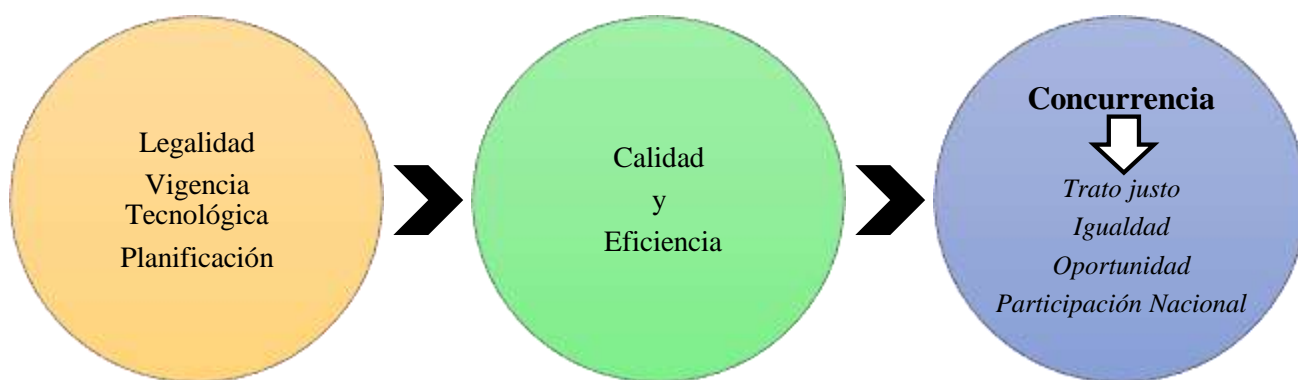 Legalidad
Vigencia
Tecnológica
Planificación
Calidad
y
Eficiencia
Concurrencia
Trato justo
Igualdad
Oportunidad
Participación Nacional